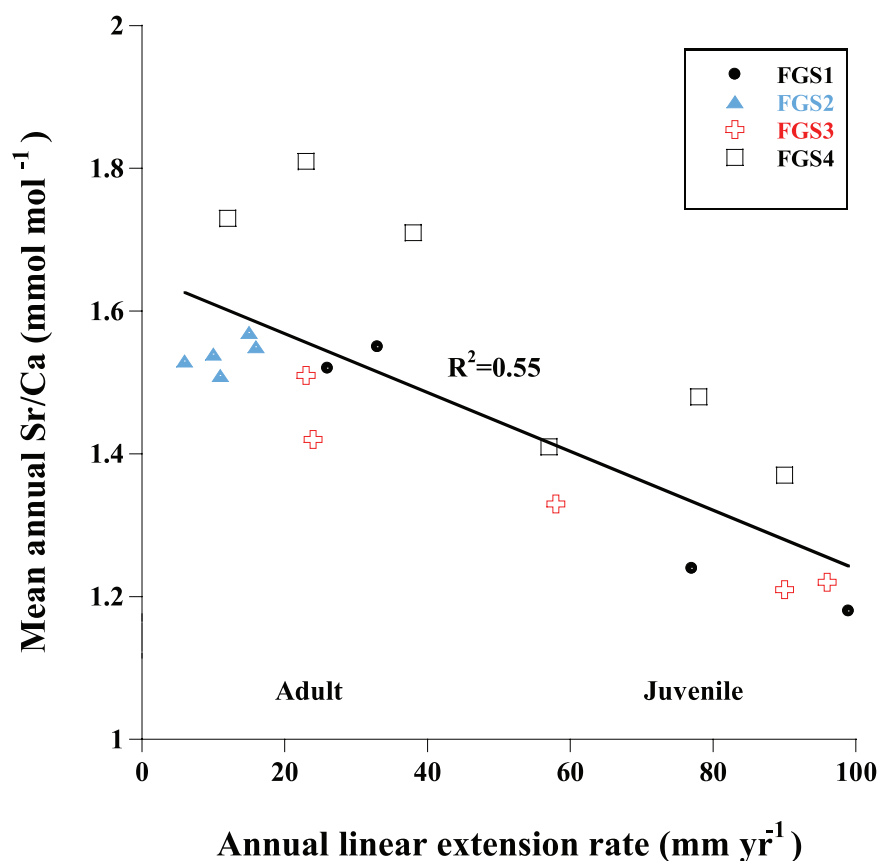 2
1.8
1.6
1.4
1.2
1
0
20
40
60
80
100
Mean annual Sr/Ca (mmol mol⁻¹)
Annual linear extension rate (mm yr⁻¹)
FGS1
FGS2
FGS3
FGS4
R²=0.55
Adult
Juvenile